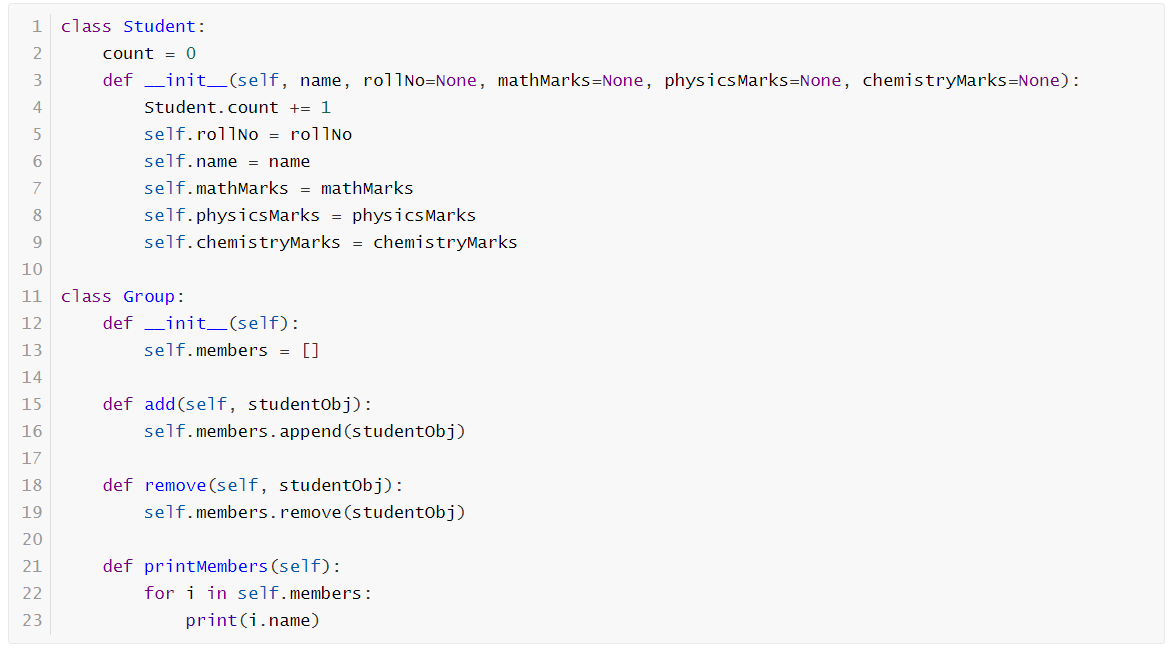 1 class Student:
2     count = 0
3     def __init__(self, name, rollNo=None, mathMarks=None, physicsMarks=None, chemistryMarks=None):
4         Student.count += 1
5         self.rollNo = rollNo
6         self.name = name
7         self.mathMarks = mathMarks
8         self.physicsMarks = physicsMarks
9         self.chemistryMarks = chemistryMarks
10
11 class Group:
12     def __init__(self):
13         self.members = []
14
15     def add(self, studentObj):
16         self.members.append(studentObj)
17
18     def remove(self, studentObj):
19         self.members.remove(studentObj)
20
21     def printMembers(self):
22         for i in self.members:
23             print(i.name)